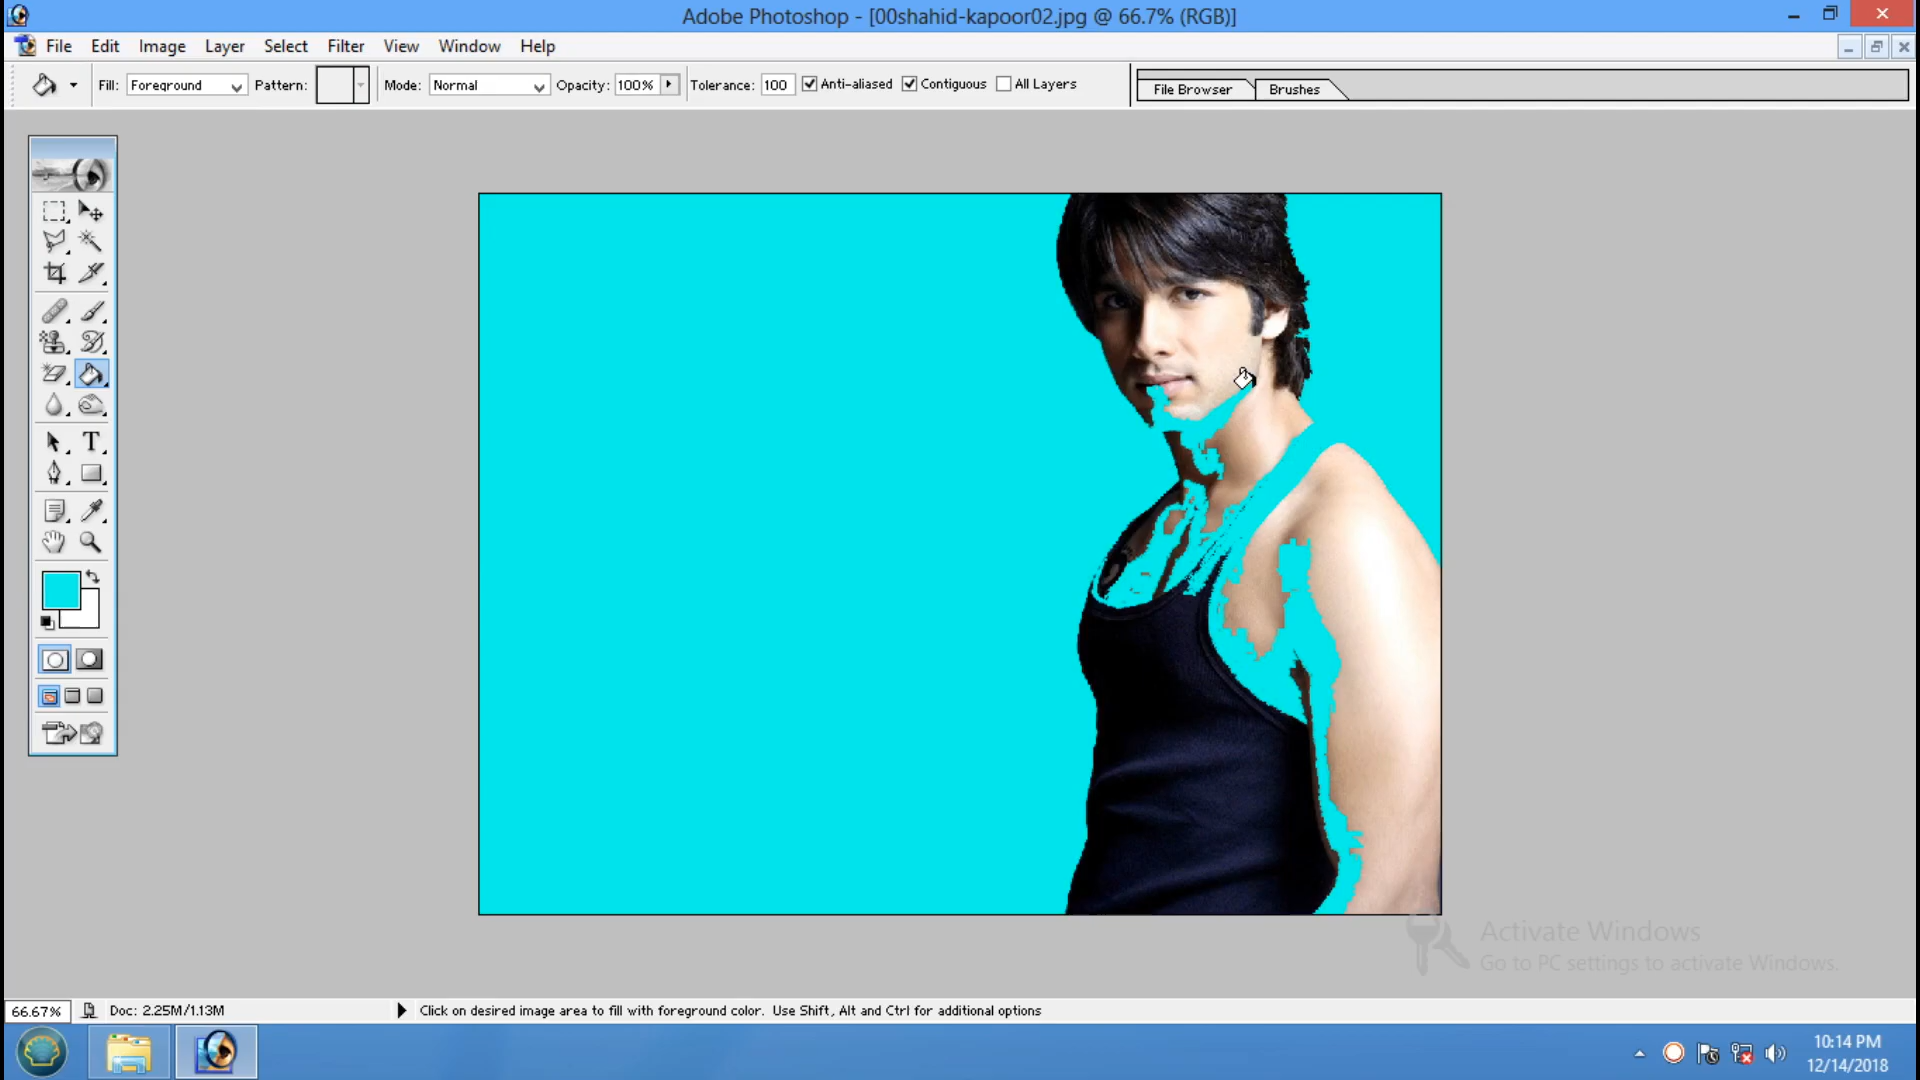 Adobe Photoshop - [00shahid-kapoor02.jpg @ 66.7% (RGB)]
File Edit Image Layer Select Filter View Window Help
Fill: Foreground Pattern: Mode: Normal Opacity: 100% Tolerance: 100 Anti-aliased Contiguous All Layers
File Browser Brushes
T
Activate Windows
Go to PC settings to activate Windows.
66.67% Doc: 2.25M/1.13M Click on desired image area to fill with foreground color. Use Shift, Alt and Ctrl for additional options
10:14 PM
12/14/2018